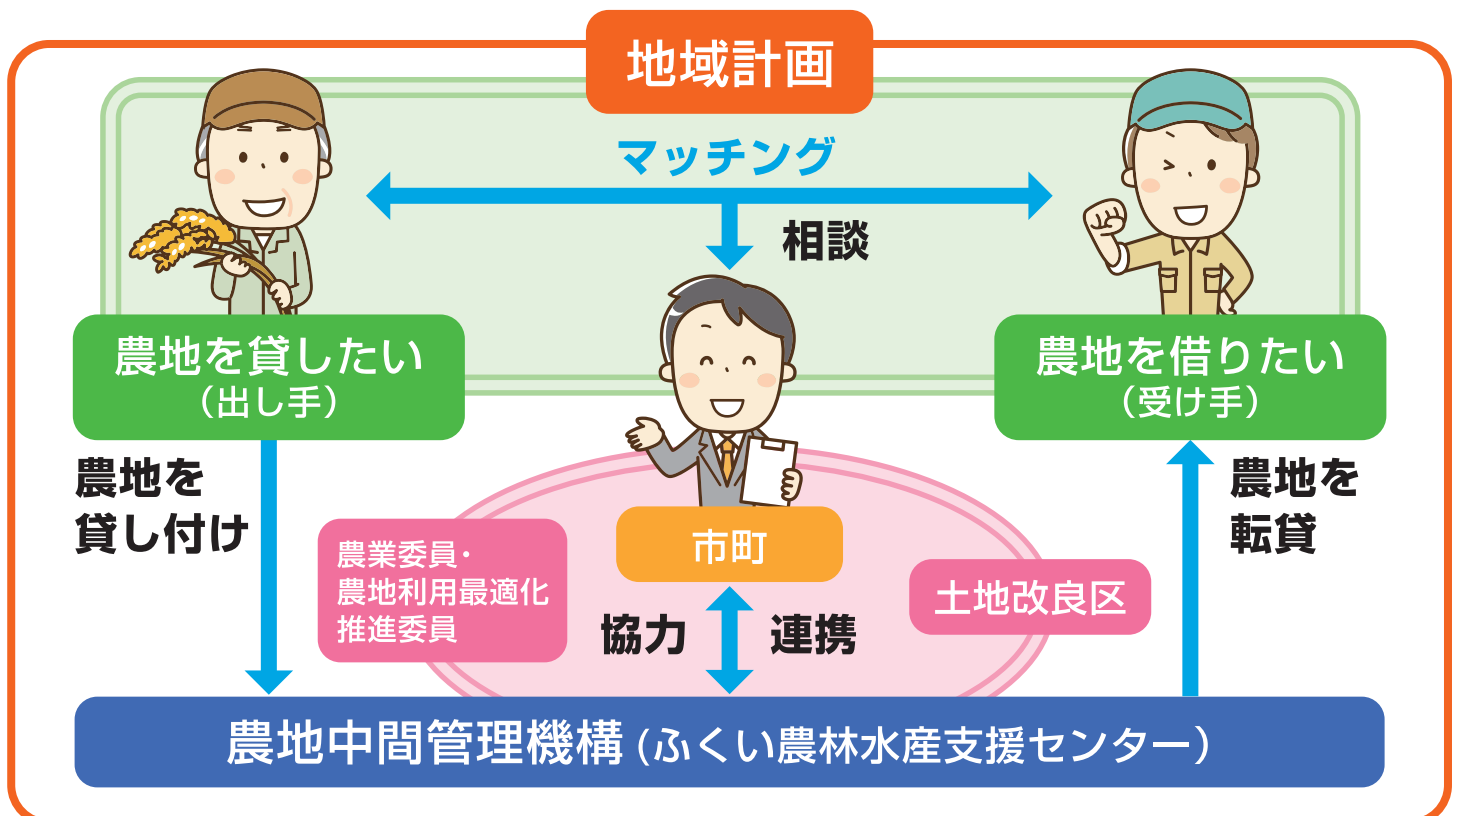 地域計画
マッチング
相談
農地を貸したい
（出し手）
農地を借りたい
（受け手）
農地を
貸し付け
農地を
転貸
市町
農業委員・
農地利用最適化
推進委員
土地改良区
協力
連携
農地中間管理機構（ふくい農林水産支援センター）